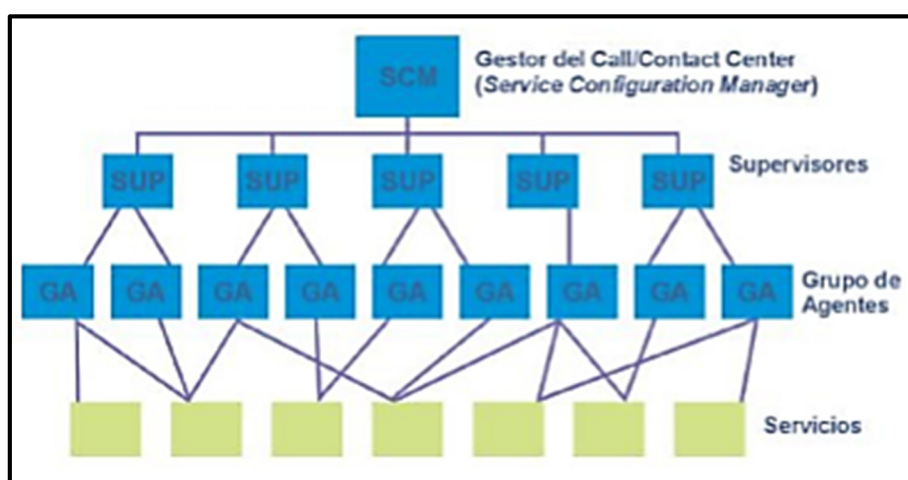 SCM
Gestor del Call/Contact Center
(Service Configuration Manager)
SUP SUP SUP SUP SUP
Supervisores
GA GA GA GA GA GA GA GA GA
Grupo de
Agentes
Servicios